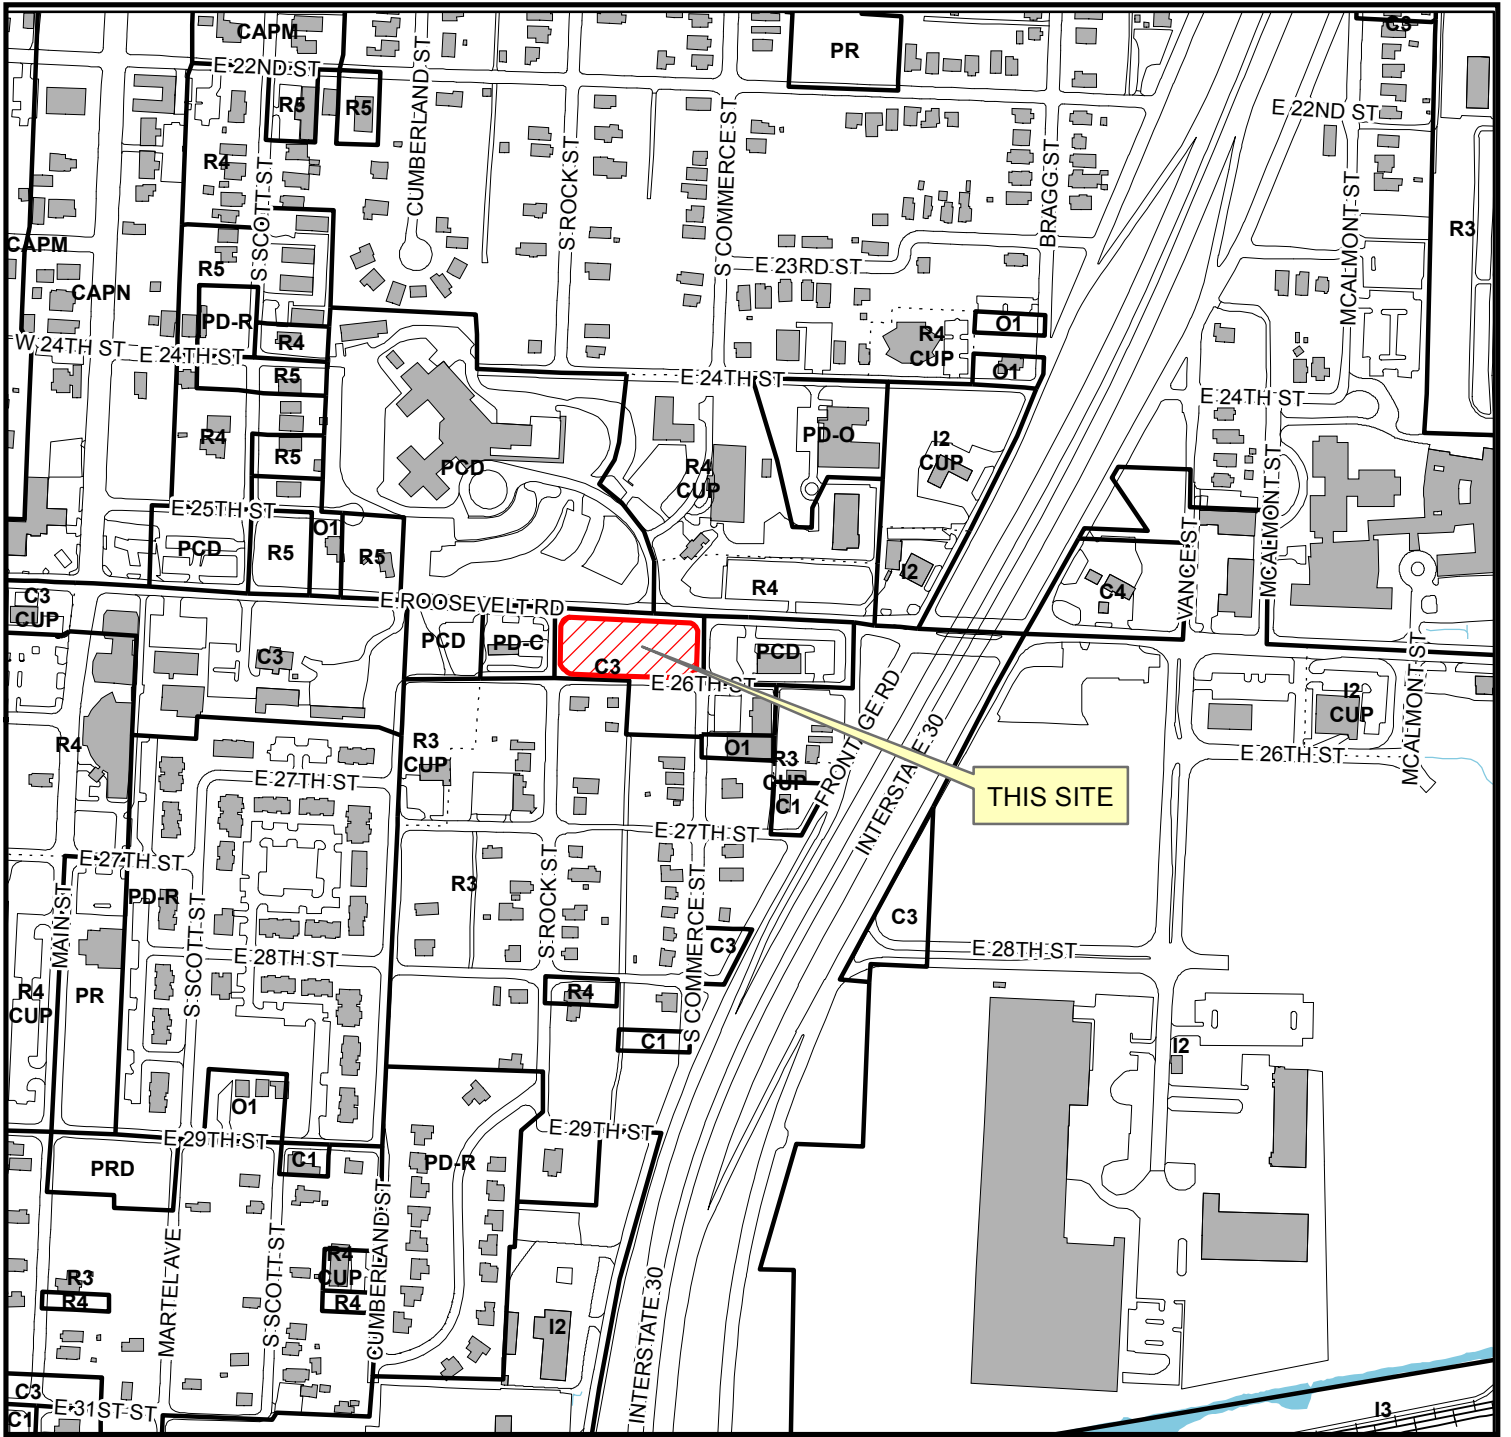 CAPM
C3
E 22ND ST
PR
CUMBERLAND ST
R5
R5
E 22ND ST
S COMMERCE ST
S ROCK ST
R4
S SCOTT ST
BRAGG ST
MCALMONT ST
R3
CAPM
R5
E 23RD ST
CAPN
PD-R
O1
W 24TH ST
E 24TH ST
R4
R4
CUP
R5
E 24TH ST
O1
E 24TH ST
R4
PD-O
I2
CUP
R5
PCD
R4
CUP
MCALMONT ST
E 25TH ST
O1
PCD
R5
R5
VANCE ST
I2
R4
C4
C3
CUP
E ROOSEVELT RD
PCD
PD-C
PCD
C3
C3
E 26TH ST
MCALMONT ST
FRONTAGE RD
I2
CUP
R4
R3
CUP
O1
R3
CUP
E 26TH ST
INTERSTATE 30
E 27TH ST
THIS SITE
C1
E 27TH ST
E 27TH ST
PD-R
R3
S ROCK ST
MAIN ST
S SCOTT ST
S COMMERCE ST
C3
C3
E 28TH ST
E 28TH ST
R4
CUP
PR
R4
C1
I2
O1
E 29TH ST
E 29TH ST
PRD
C1
PD-R
MARTEL AVE
S SCOTT ST
CUMBERLAND ST
R4
CUP
R3
R4
R4
I2
INTERSTATE 30
C3
C1
E 31ST ST
I3